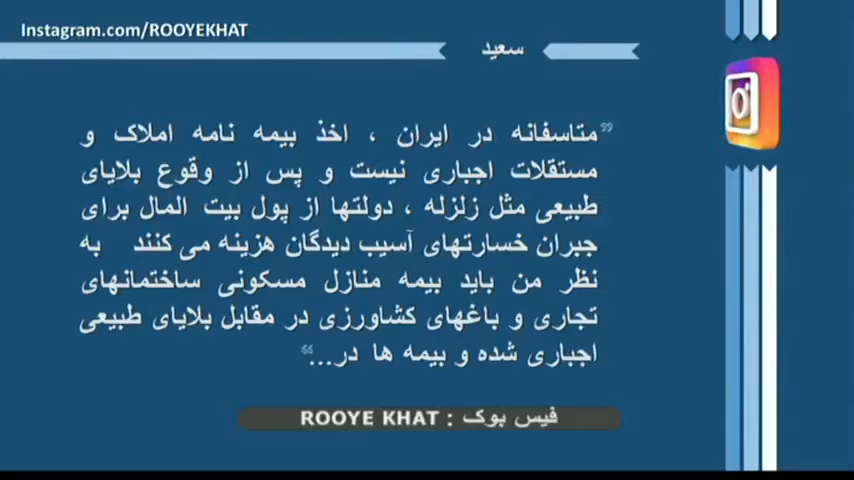 Instagram.com/ROOYEKHAT
سعید
”متاسفانه در ایران ، اخذ بیمه نامه املاک و
مستقلات اجباری نیست و پس از وقوع بلایای
طبیعی مثل زلزله ، دولتها از پول بیت المال برای
جبران خسارتهای آسیب دیدگان هزینه می کنند به
نظر من باید بیمه منازل مسکونی ساختمانهای
تجاری و باغهای کشاورزی در مقابل بلایای طبیعی
اجباری شده و بیمه ها در...“
فیس بوک : ROOYE KHAT